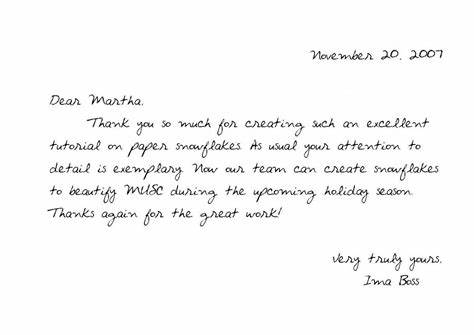 November 20, 2007
Dear Martha,
Thank you so much for creating such an excellent
tutorial on paper snowflakes. As usual your attention to
detail is exemplary. Now our team can create snowflakes
to beautify MUSC during the upcoming holiday season.
Thanks again for the great work!
Very truly yours,
Ima Boss